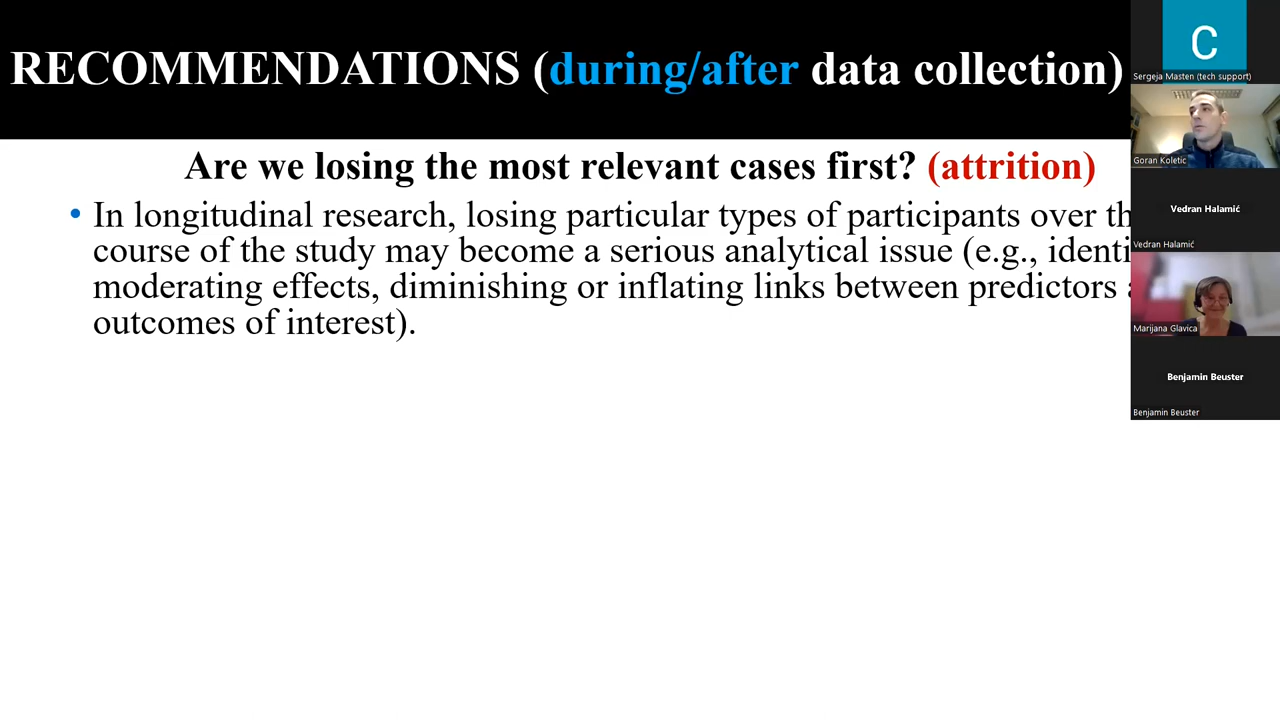 RECOMMENDATIONS (during/after data collection)
Are we losing the most relevant cases first? (attrition)
• In longitudinal research, losing particular types of participants over th
course of the study may become a serious analytical issue (e.g., identi
moderating effects, diminishing or inflating links between predictors
outcomes of interest).
C
Sergeja Masten (tech support)
Goran Koletic
Vedran Halamić
Vedran Halamić
Marijana Glavica
Benjamin Beuster
Benjamin Beuster